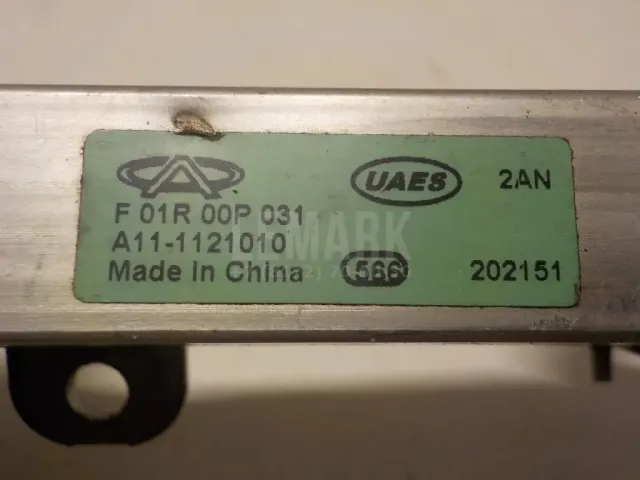 UAES 2AN
F 01R 00P 031
A11-1121010
Made In China 566 202151